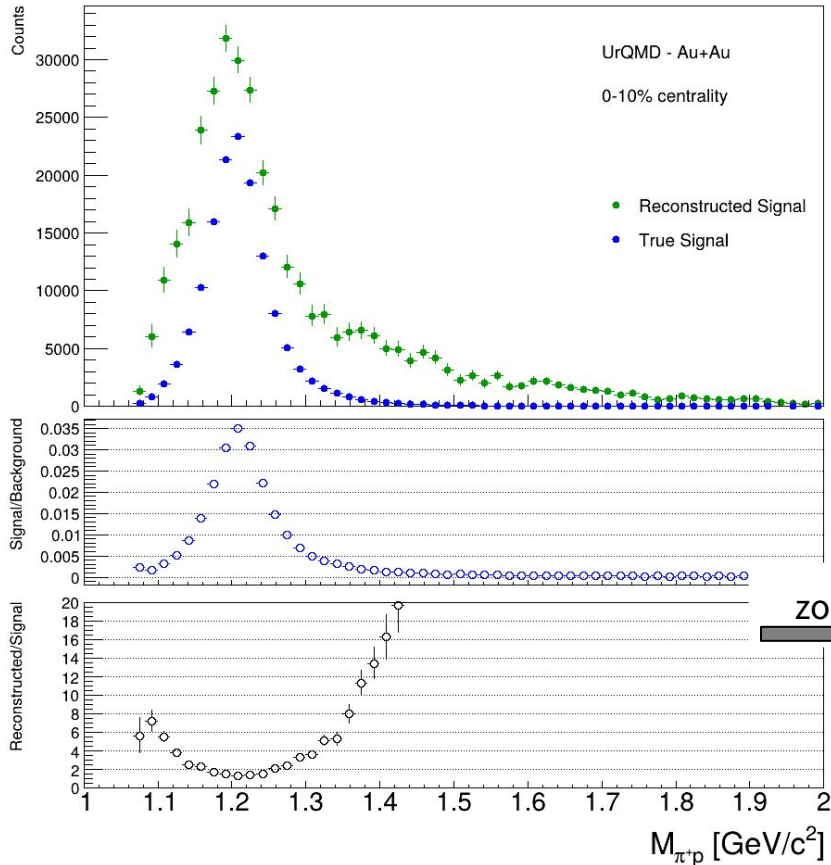 Counts
30000
25000
20000
15000
10000
5000
0
UrQMD - Au+Au
0-10% centrality
Reconstructed Signal
True Signal
Signal/Background
0.035
0.03
0.025
0.02
0.015
0.01
0.005
0
Reconstructed/Signal
20
18
16
14
12
10
8
6
4
2
0
ZO
1 1.1 1.2 1.3 1.4 1.5 1.6 1.7 1.8 1.9 2
M_{π⁺p} [GeV/c²]